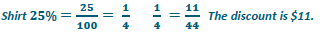 Shirt 25% = 25/100 = 1/4 1/4 = 11/44 The discount is $11.